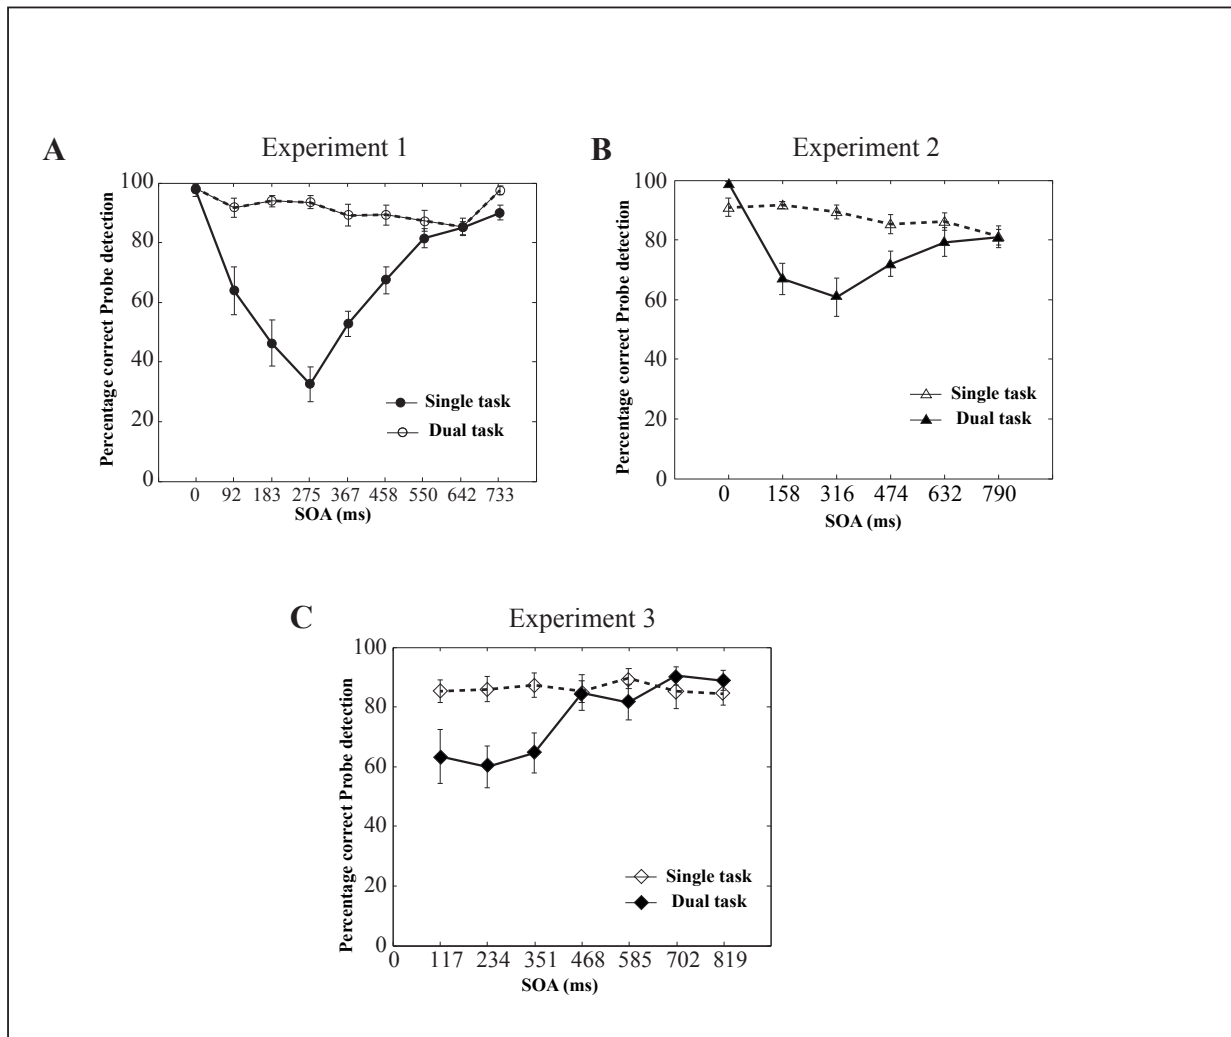 A
Experiment 1
Percentage correct Probe detection
100
80
60
40
20
0
Single task
Dual task
0 92 183 275 367 458 550 642 733
SOA (ms)
B
Experiment 2
Percentage correct Probe detection
100
80
60
40
20
0
Single task
Dual task
0 158 316 474 632 790
SOA (ms)
C
Experiment 3
Percentage correct Probe detection
100
80
60
40
20
0
Single task
Dual task
0 117 234 351 468 585 702 819
SOA (ms)